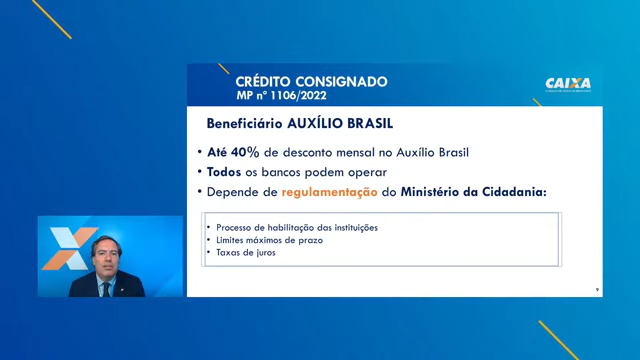 CRÉDITO CONSIGNADO
MP nº 1106/2022
CAIXA
Beneficiário AUXÍLIO BRASIL
• Até 40% de desconto mensal no Auxílio Brasil
• Todos os bancos podem operar
• Depende de regulamentação do Ministério da Cidadania:
• Processo de habilitação das instituições
• Limites máximos de prazo
• Taxas de juros
9